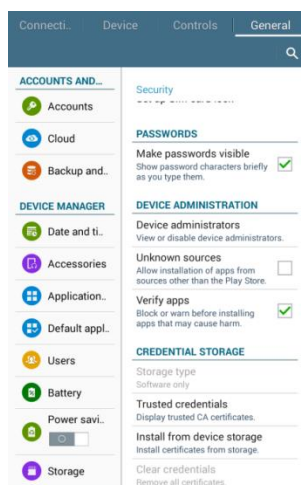 Connecti.. Device Controls General
ACCOUNTS AND...
Accounts
Cloud
Backup and..
DEVICE MANAGER
Date and ti..
Accessories
Application..
Default appl..
Users
Battery
Power savi..
Storage
Security
Set up SIM card lock
PASSWORDS
Make passwords visible
Show password characters briefly
as you type them.
DEVICE ADMINISTRATION
Device administrators
View or disable device administrators.
Unknown sources
Allow installation of apps from
sources other than the Play Store.
Verify apps
Block or warn before installing
apps that may cause harm.
CREDENTIAL STORAGE
Storage type
Software only
Trusted credentials
Display trusted CA certificates.
Install from device storage
Install certificates from storage.
Clear credentials
Remove all certificates.